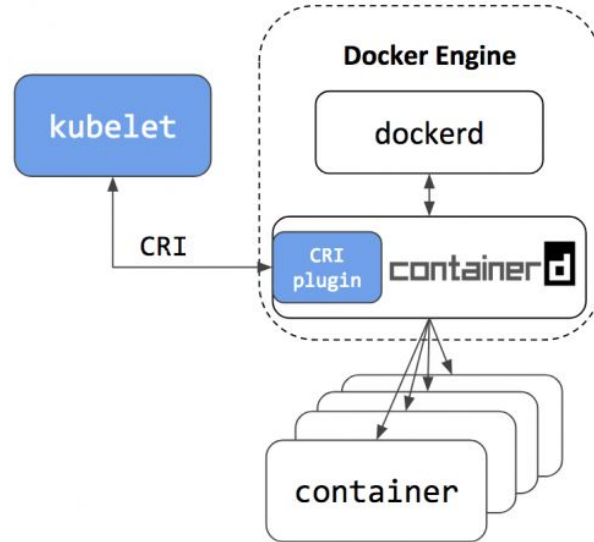 Docker Engine
kubelet
dockerd
CRI
CRI
plugin
containerd
container